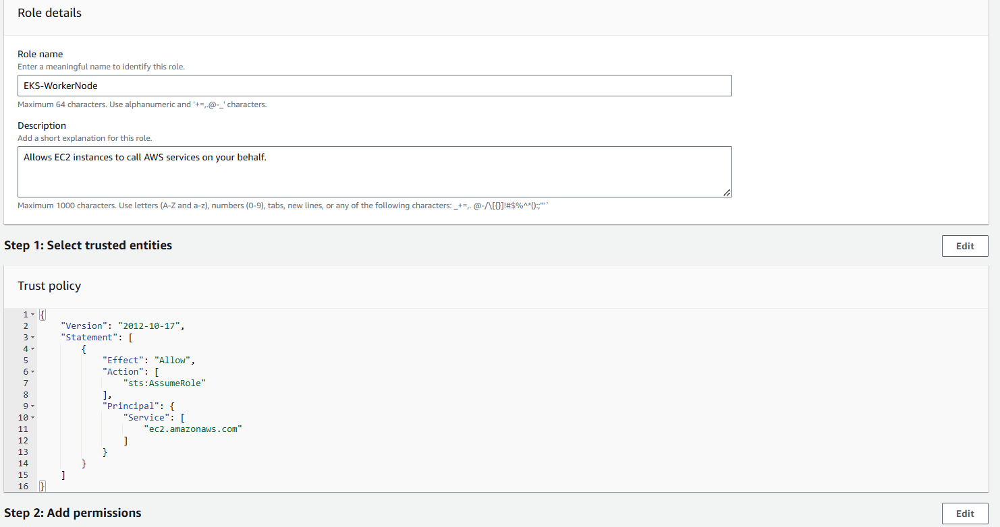 Role details
Role name
Enter a meaningful name to identify this role.
EKS-WorkerNode
Maximum 64 characters. Use alphanumeric and '+=,.@-_' characters.
Description
Add a short explanation for this role.
Allows EC2 instances to call AWS services on your behalf.
Maximum 1000 characters. Use letters (A-Z and a-z), numbers (0-9), tabs, new lines, or any of the following characters: _+=,. @-/\[{}]!#$%^*();:"'`
Step 1: Select trusted entities
Edit
Trust policy
1 {
2     "Version": "2012-10-17",
3     "Statement": [
4         {
5             "Effect": "Allow",
6             "Action": [
7                 "sts:AssumeRole"
8             ],
9             "Principal": {
10                 "Service": [
11                     "ec2.amazonaws.com"
12                 ]
13             }
14         }
15     ]
16 }
Step 2: Add permissions
Edit